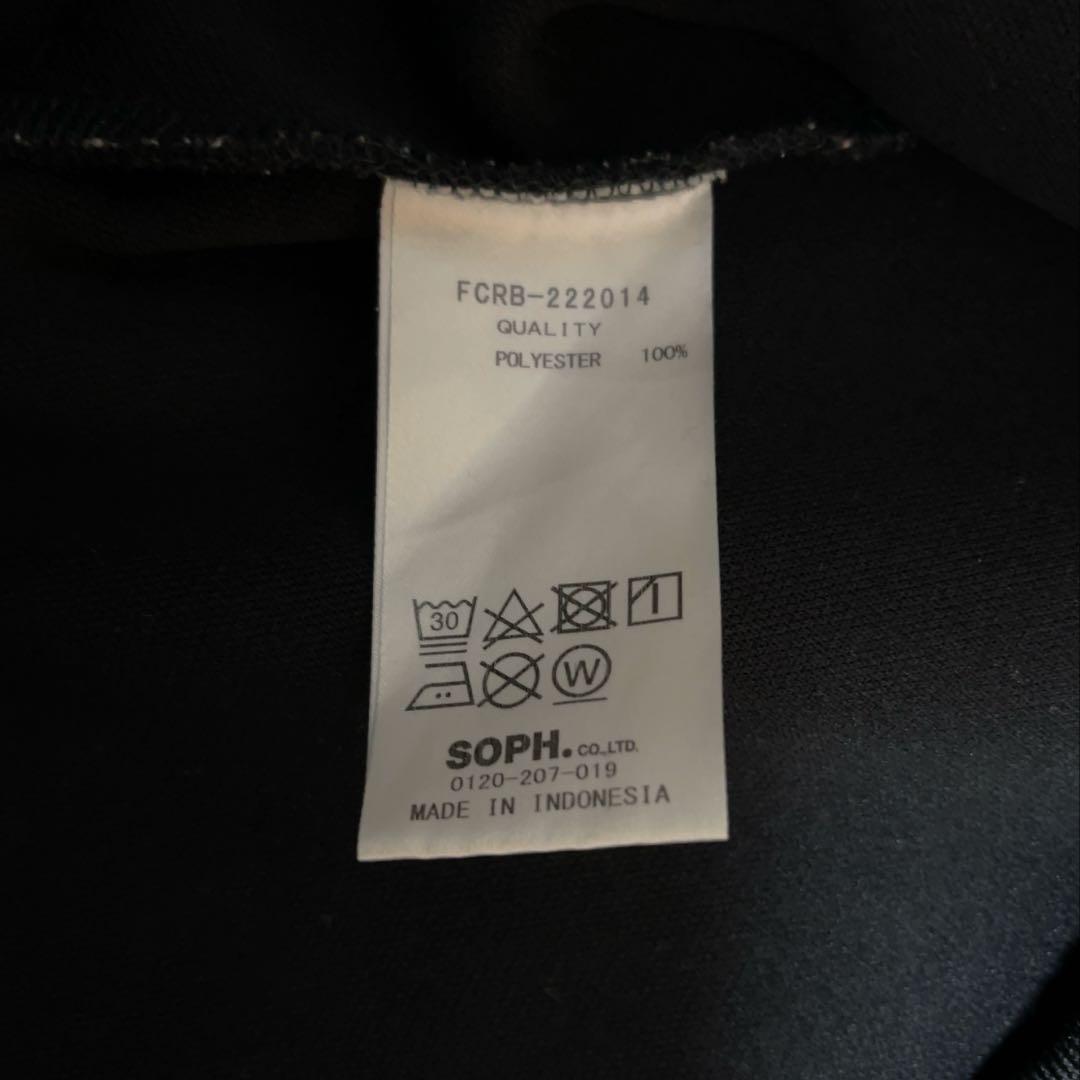 FCRB-222014
QUALITY
POLYESTER 100%
30
W
SOPH. CO.,LTD.
0120-207-019
MADE IN INDONESIA